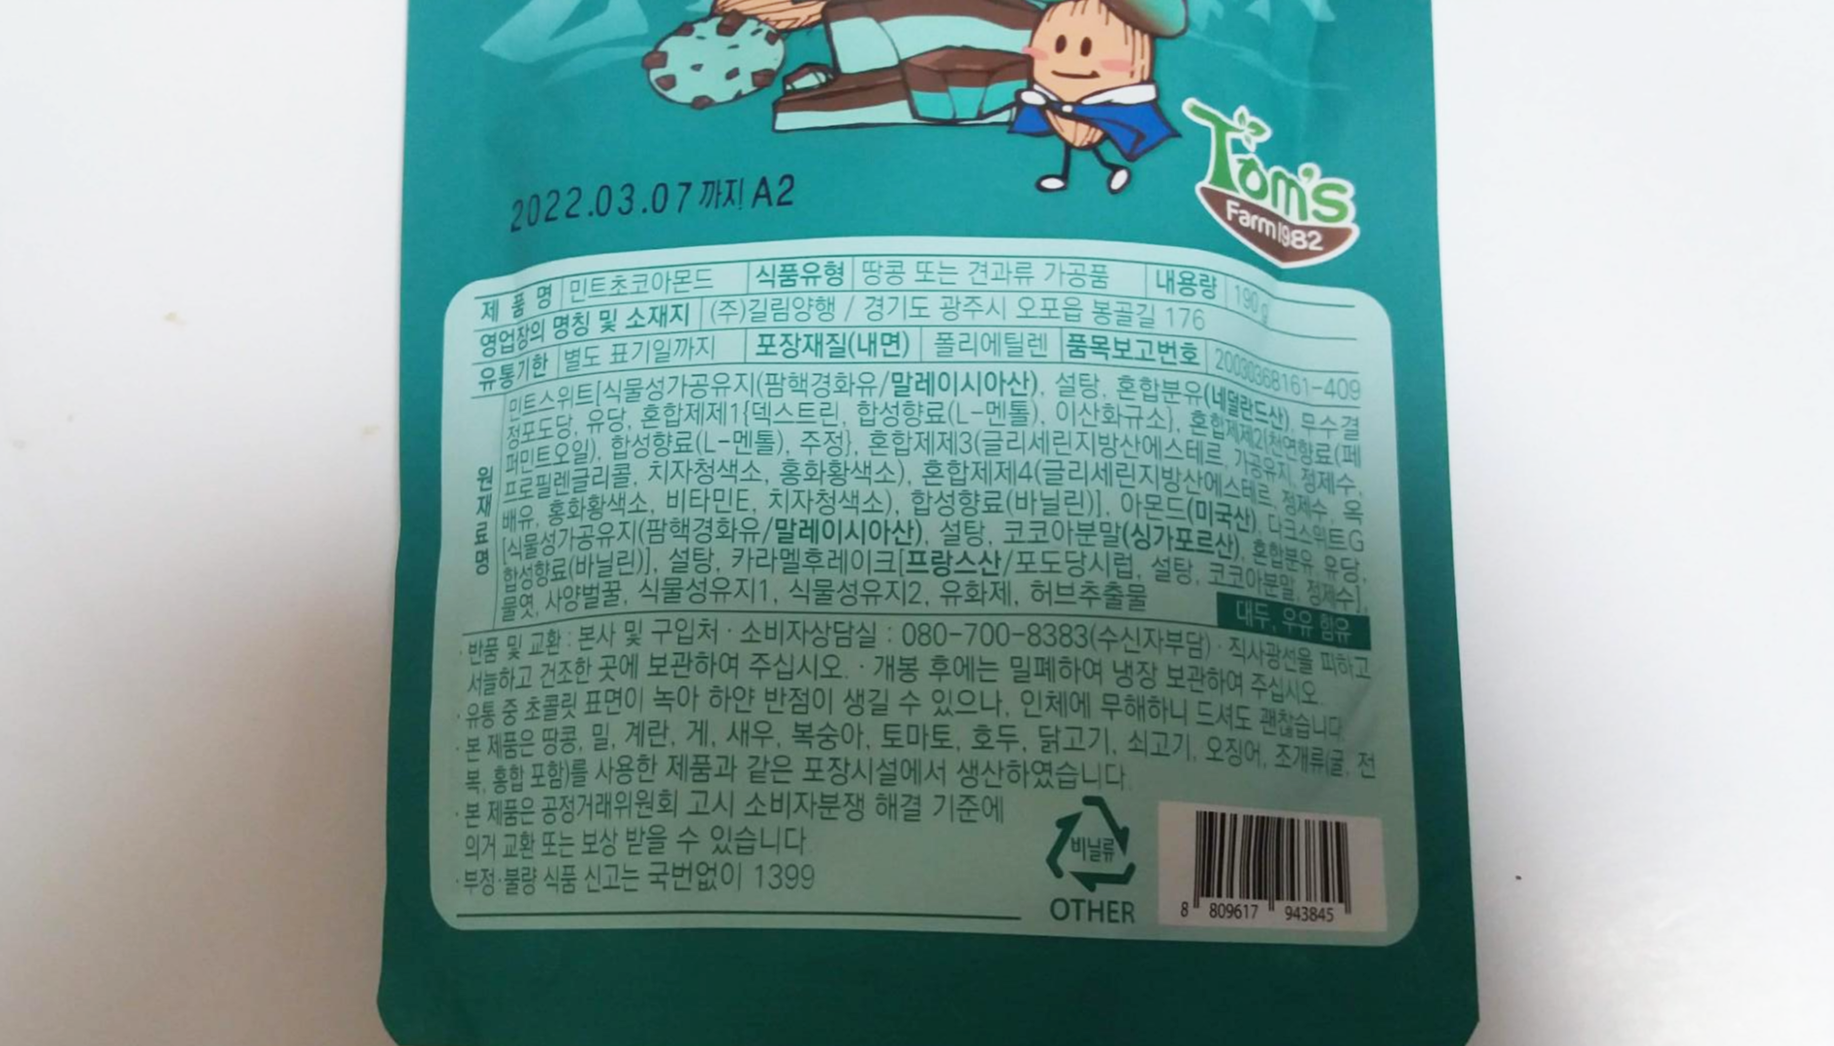 2022.03.07 까지 A2
Tom's
Farm 1982
제 품 명 민트초코아몬드 식품유형 땅콩 또는 견과류 가공품 내용량 190 g
영업장의 명칭 및 소재지 (주)길림양행 / 경기도 광주시 오포읍 봉골길 176
유통기한 별도 표기일까지 포장재질(내면) 폴리에틸렌 품목보고번호 20030368161-409
원재료명
민트스위트[식물성가공유지(팜핵경화유/말레이시아산), 설탕, 혼합분유(네덜란드산), 무수결
정포도당, 유당, 혼합제제1{덱스트린, 합성향료(L-멘톨), 이산화규소}, 혼합제제2{천연향료(페
퍼민트오일), 합성향료(L-멘톨), 주정}, 혼합제제3(글리세린지방산에스테르, 가공유지, 정제수,
프로필렌글리콜, 치자청색소, 홍화황색소), 혼합제제4(글리세린지방산에스테르, 정제수, 옥
배유, 홍화황색소, 비타민E, 치자청색소), 합성향료(바닐린)], 아몬드(미국산), 다크스위트G
[식물성가공유지(팜핵경화유/말레이시아산), 설탕, 코코아분말(싱가포르산), 혼합분유, 유당,
합성향료(바닐린)], 설탕, 카라멜후레이크[프랑스산/포도당시럽, 설탕, 코코아분말, 정제수],
물엿, 사양벌꿀, 식물성유지1, 식물성유지2, 유화제, 허브추출물
대두, 우유 함유
· 반품 및 교환 : 본사 및 구입처 · 소비자상담실 : 080-700-8383(수신자부담) · 직사광선을 피하고
서늘하고 건조한 곳에 보관하여 주십시오. · 개봉 후에는 밀폐하여 냉장 보관하여 주십시오.
· 유통 중 초콜릿 표면이 녹아 하얀 반점이 생길 수 있으나, 인체에 무해하니 드셔도 괜찮습니다.
· 본 제품은 땅콩, 밀, 계란, 게, 새우, 복숭아, 토마토, 호두, 닭고기, 쇠고기, 오징어, 조개류(굴, 전
복, 홍합 포함)를 사용한 제품과 같은 포장시설에서 생산하였습니다.
· 본 제품은 공정거래위원회 고시 소비자분쟁 해결 기준에
의거 교환 또는 보상 받을 수 있습니다
· 부정·불량 식품 신고는 국번없이 1399
비닐류
OTHER
8 809617 943845